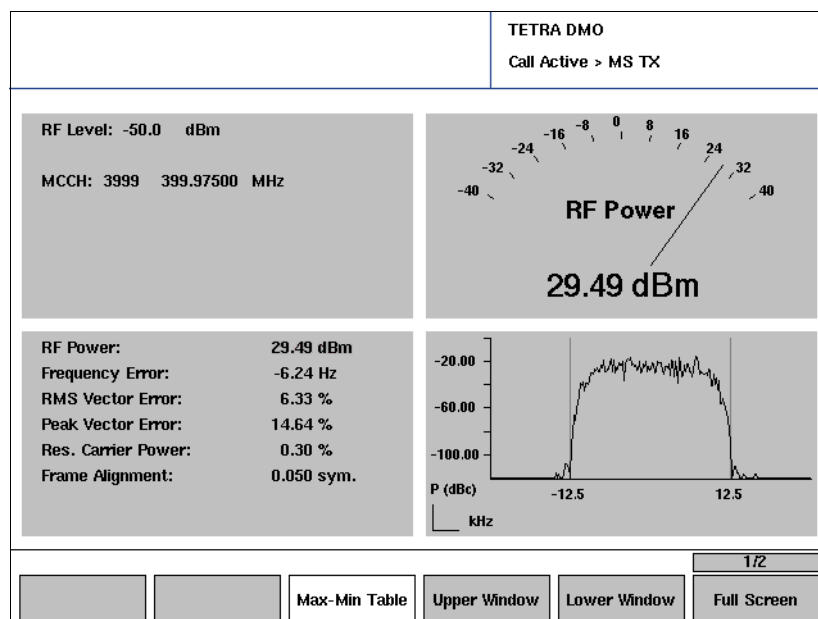 TETRA DMO
Call Active > MS TX
RF Level: -50.0 dBm
MCCH: 3999 399.97500 MHz
-40 -32 -24 -16 -8 0 8 16 24 32 40
RF Power
29.49 dBm
RF Power: 29.49 dBm
Frequency Error: -6.24 Hz
RMS Vector Error: 6.33 %
Peak Vector Error: 14.64 %
Res. Carrier Power: 0.30 %
Frame Alignment: 0.050 sym.
-20.00
-60.00
-100.00
P (dBc)
-12.5 12.5
kHz
1/2
Max-Min Table Upper Window Lower Window Full Screen